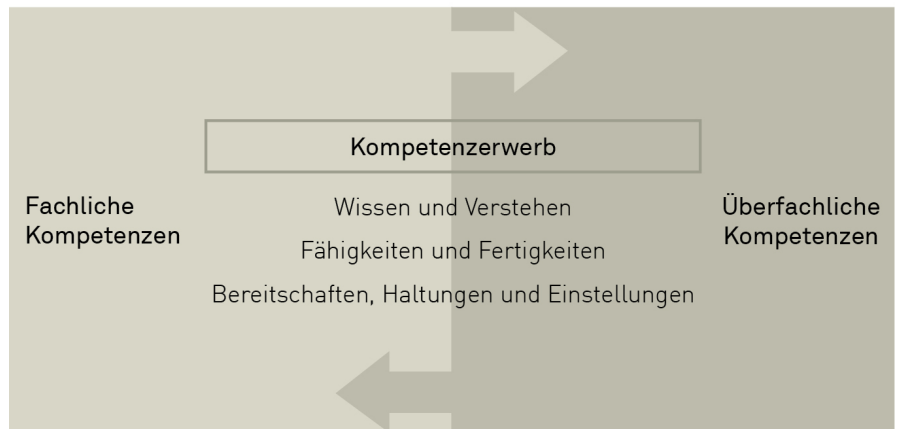 Kompetenzerwerb
Fachliche
Kompetenzen
Wissen und Verstehen
Fähigkeiten und Fertigkeiten
Bereitschaften, Haltungen und Einstellungen
Überfachliche
Kompetenzen